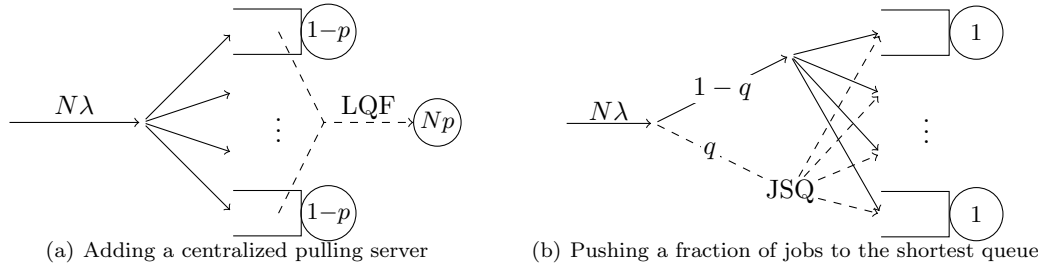 1−p
1
Nλ
LQF
Np
1 − q
Nλ
q
⋮
⋮
JSQ
1−p
1
(a) Adding a centralized pulling server
(b) Pushing a fraction of jobs to the shortest queue